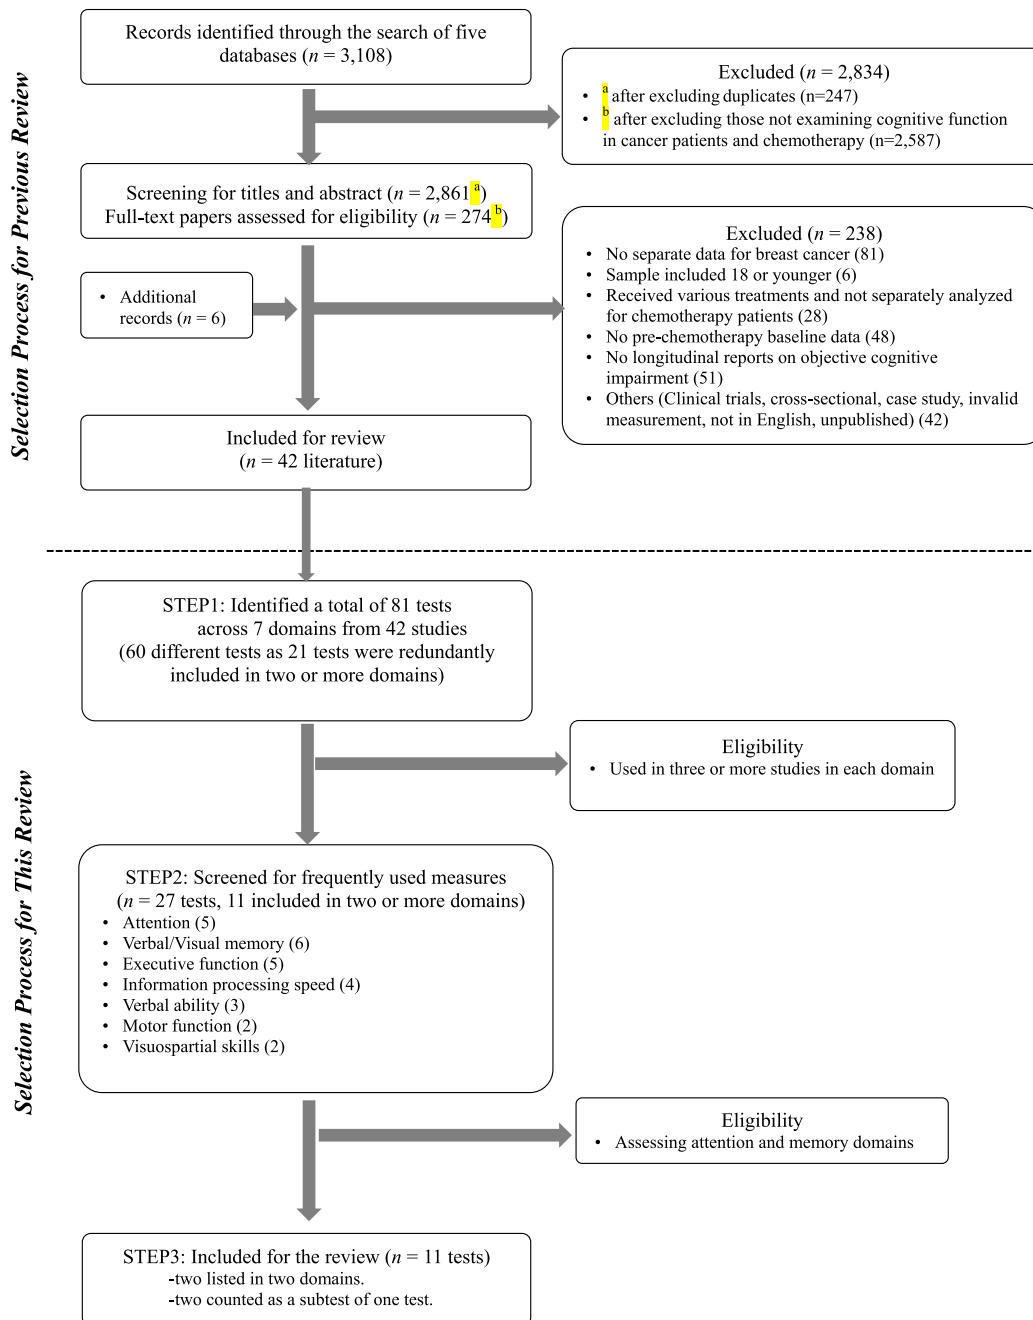 Selection Process for Previous Review
Records identified through the search of five
databases (n = 3,108)
Excluded (n = 2,834)
• a after excluding duplicates (n=247)
• b after excluding those not examining cognitive function
in cancer patients and chemotherapy (n=2,587)
Screening for titles and abstract (n = 2,861 a)
Full-text papers assessed for eligibility (n = 274 b)
Excluded (n = 238)
• No separate data for breast cancer (81)
• Sample included 18 or younger (6)
• Received various treatments and not separately analyzed
for chemotherapy patients (28)
• No pre-chemotherapy baseline data (48)
• No longitudinal reports on objective cognitive
impairment (51)
• Others (Clinical trials, cross-sectional, case study, invalid
measurement, not in English, unpublished) (42)
• Additional
records (n = 6)
Included for review
(n = 42 literature)
Selection Process for This Review
STEP1: Identified a total of 81 tests
across 7 domains from 42 studies
(60 different tests as 21 tests were redundantly
included in two or more domains)
Eligibility
• Used in three or more studies in each domain
STEP2: Screened for frequently used measures
(n = 27 tests, 11 included in two or more domains)
• Attention (5)
• Verbal/Visual memory (6)
• Executive function (5)
• Information processing speed (4)
• Verbal ability (3)
• Motor function (2)
• Visuospartial skills (2)
Eligibility
• Assessing attention and memory domains
STEP3: Included for the review (n = 11 tests)
-two listed in two domains.
-two counted as a subtest of one test.